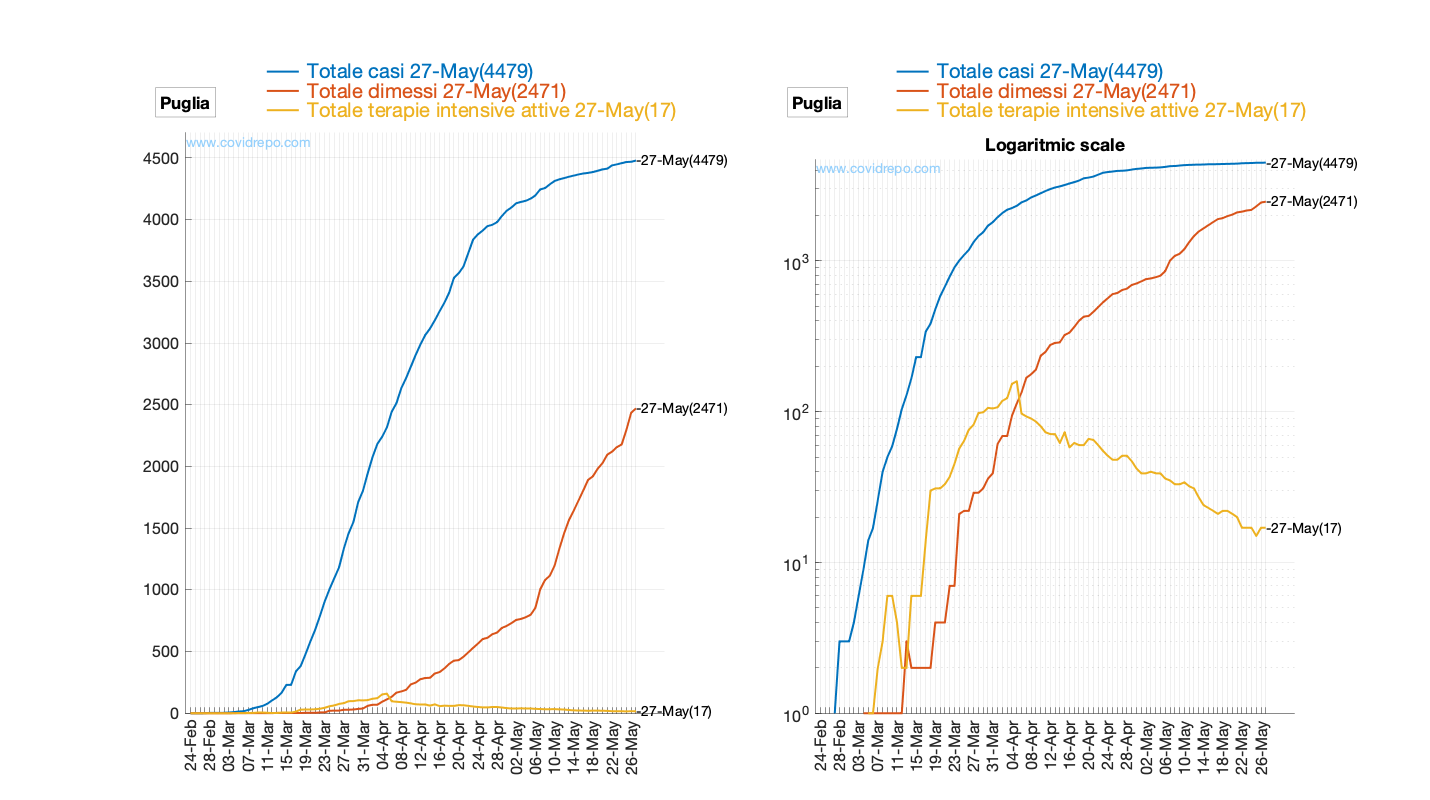 Totale casi 27-May(4479)
Totale dimessi 27-May(2471)
Totale terapie intensive attive 27-May(17)
Puglia
www.covidrepo.com
4500
4000
3500
3000
2500
2000
1500
1000
500
0
-27-May(4479)
-27-May(2471)
-27-May(17)
24-Feb
28-Feb
03-Mar
07-Mar
11-Mar
15-Mar
19-Mar
23-Mar
27-Mar
31-Mar
04-Apr
08-Apr
12-Apr
16-Apr
20-Apr
24-Apr
28-Apr
02-May
06-May
10-May
14-May
18-May
22-May
26-May
Totale casi 27-May(4479)
Totale dimessi 27-May(2471)
Totale terapie intensive attive 27-May(17)
Puglia
Logaritmic scale
www.covidrepo.com
10^3
10^2
10^1
10^0
-27-May(4479)
-27-May(2471)
-27-May(17)
24-Feb
28-Feb
03-Mar
07-Mar
11-Mar
15-Mar
19-Mar
23-Mar
27-Mar
31-Mar
04-Apr
08-Apr
12-Apr
16-Apr
20-Apr
24-Apr
28-Apr
02-May
06-May
10-May
14-May
18-May
22-May
26-May